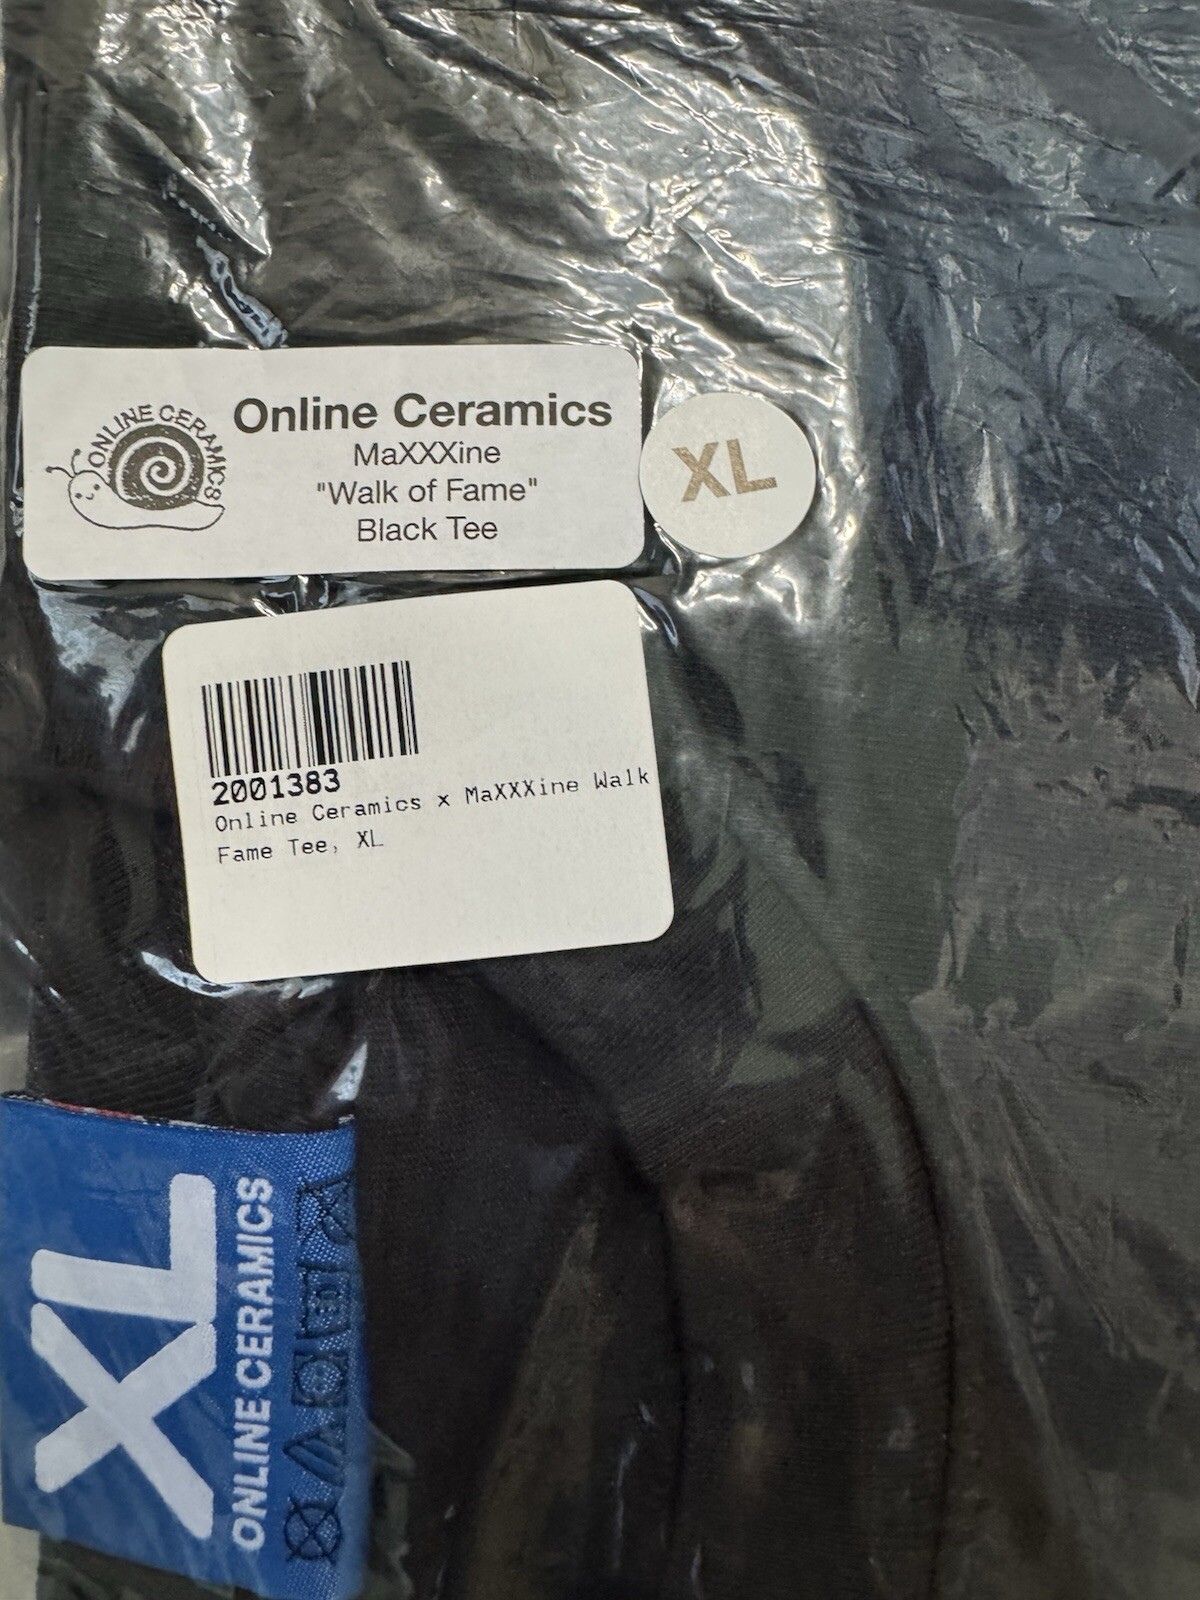 ONLINE CERAMICS
Online Ceramics
MaXXXine
"Walk of Fame"
Black Tee
XL
2001383
Online Ceramics x MaXXXine Walk
Fame Tee, XL
XL
ONLINE CERAMICS